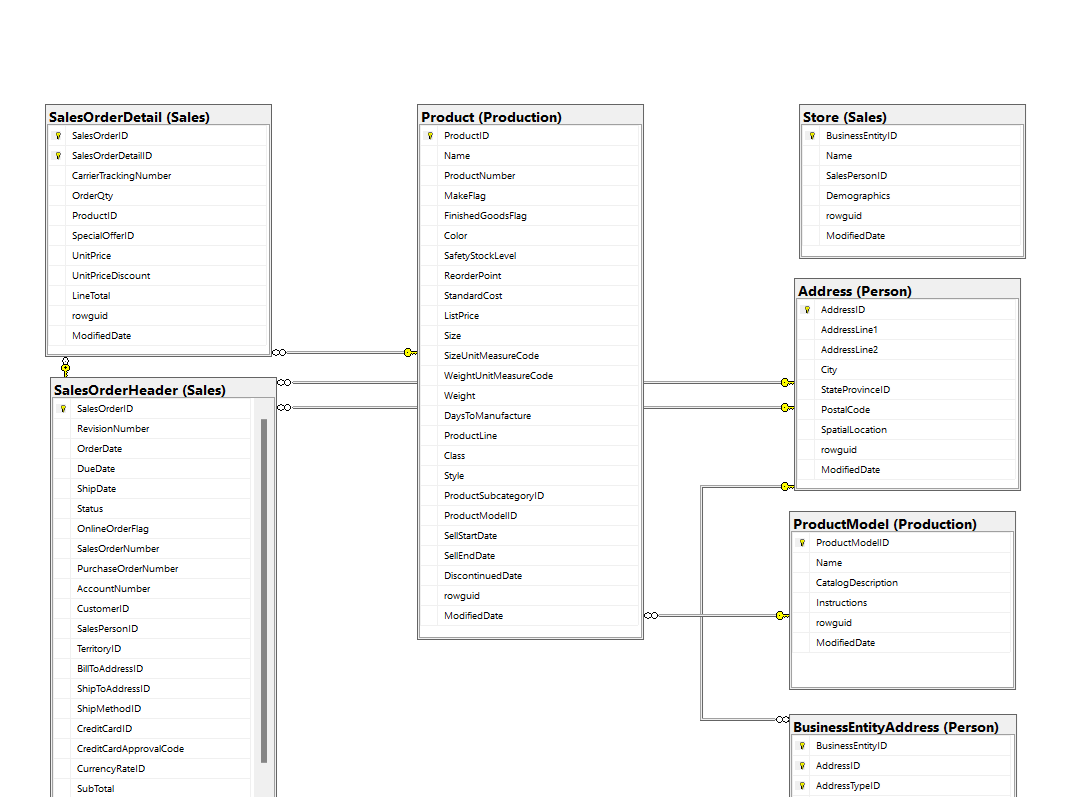 SalesOrderDetail (Sales)
SalesOrderID
SalesOrderDetailID
CarrierTrackingNumber
OrderQty
ProductID
SpecialOfferID
UnitPrice
UnitPriceDiscount
LineTotal
rowguid
ModifiedDate
SalesOrderHeader (Sales)
SalesOrderID
RevisionNumber
OrderDate
DueDate
ShipDate
Status
OnlineOrderFlag
SalesOrderNumber
PurchaseOrderNumber
AccountNumber
CustomerID
SalesPersonID
TerritoryID
BillToAddressID
ShipToAddressID
ShipMethodID
CreditCardID
CreditCardApprovalCode
CurrencyRateID
SubTotal
Product (Production)
ProductID
Name
ProductNumber
MakeFlag
FinishedGoodsFlag
Color
SafetyStockLevel
ReorderPoint
StandardCost
ListPrice
Size
SizeUnitMeasureCode
WeightUnitMeasureCode
Weight
DaysToManufacture
ProductLine
Class
Style
ProductSubcategoryID
ProductModelID
SellStartDate
SellEndDate
DiscontinuedDate
rowguid
ModifiedDate
Store (Sales)
BusinessEntityID
Name
SalesPersonID
Demographics
rowguid
ModifiedDate
Address (Person)
AddressID
AddressLine1
AddressLine2
City
StateProvinceID
PostalCode
SpatialLocation
rowguid
ModifiedDate
ProductModel (Production)
ProductModelID
Name
CatalogDescription
Instructions
rowguid
ModifiedDate
BusinessEntityAddress (Person)
BusinessEntityID
AddressID
AddressTypeID